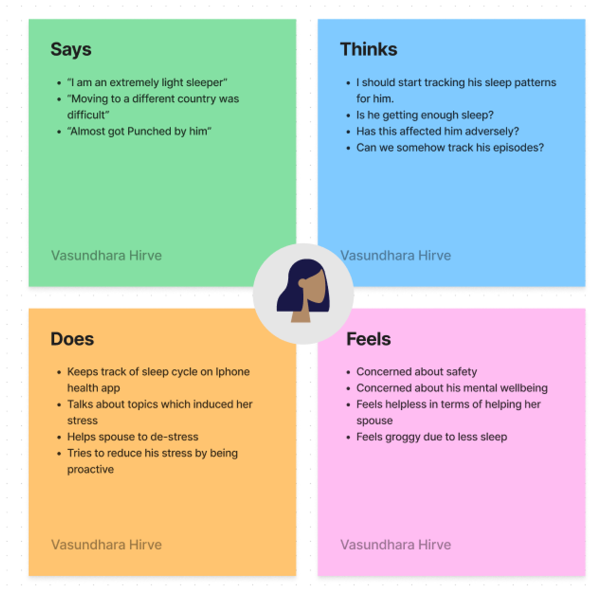 Says
• “I am an extremely light sleeper”
• “Moving to a different country was
difficult”
• “Almost got Punched by him”
Vasundhara Hirve
Thinks
• I should start tracking his sleep patterns
for him.
• Is he getting enough sleep?
• Has this affected him adversely?
• Can we somehow track his episodes?
Vasundhara Hirve
Does
• Keeps track of sleep cycle on Iphone
health app
• Talks about topics which induced her
stress
• Helps spouse to de-stress
• Tries to reduce his stress by being
proactive
Vasundhara Hirve
Feels
• Concerned about safety
• Concerned about his mental wellbeing
• Feels helpless in terms of helping her
spouse
• Feels groggy due to less sleep
Vasundhara Hirve